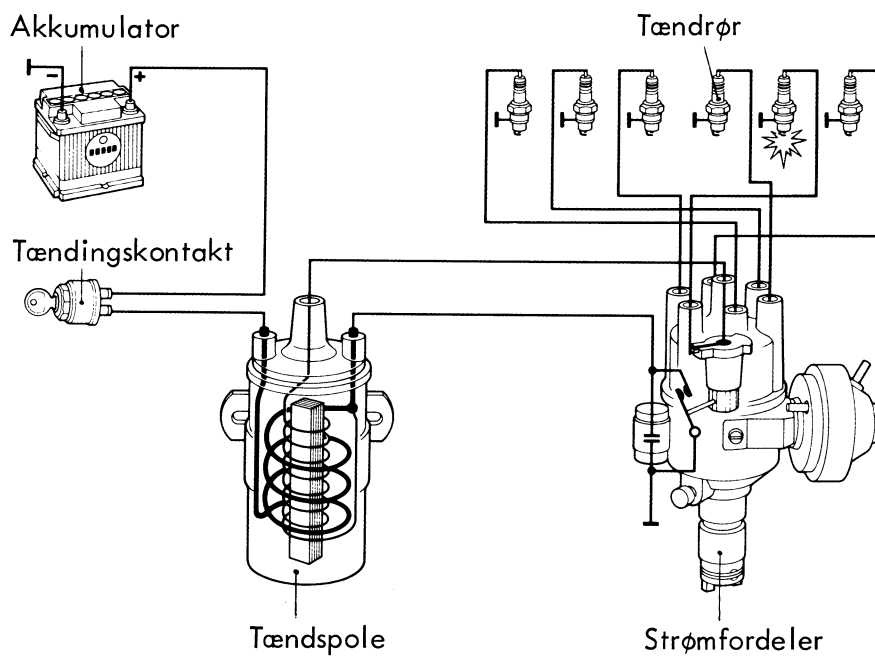 Akkumulator
Tændrør
− +
Tændingskontakt
Tændspole
Strømfordeler